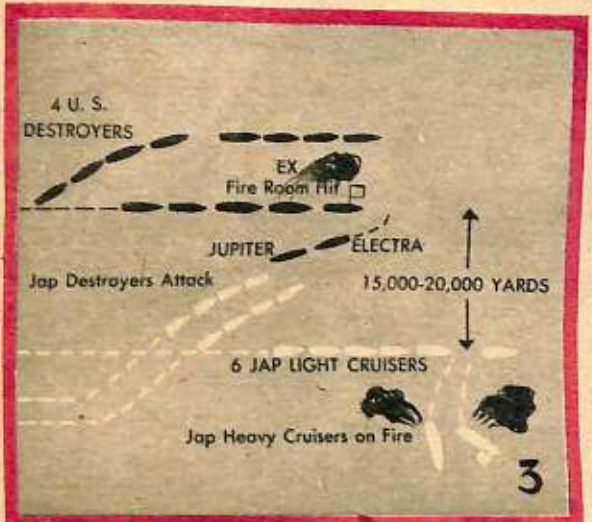 4 U. S.
DESTROYERS
EX
Fire Room Hit
JUPITER
ELECTRA
Jap Destroyers Attack
15,000-20,000 YARDS
6 JAP LIGHT CRUISERS
Jap Heavy Cruisers on Fire
3